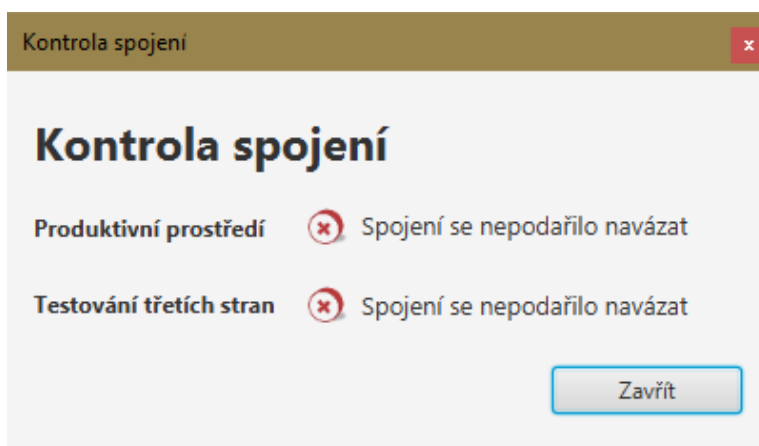 Kontrola spojení
x
Kontrola spojení
Produktivní prostředí Spojení se nepodařilo navázat
Testování třetích stran Spojení se nepodařilo navázat
Zavřít